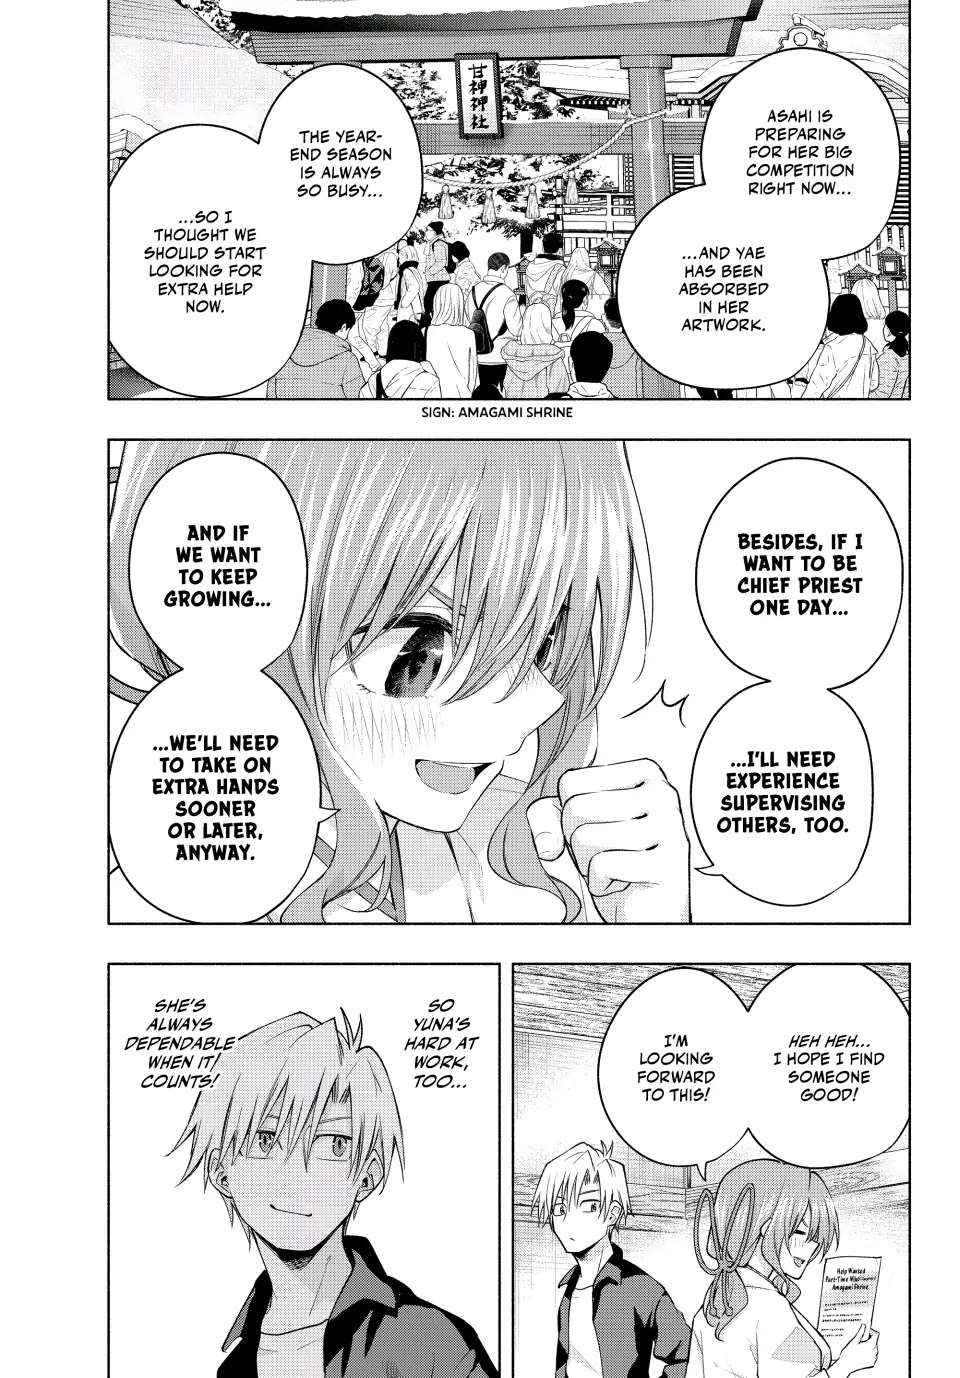 ASAHI IS
PREPARING
FOR HER BIG
COMPETITION
RIGHT NOW...
...AND YAE
HAS BEEN
ABSORBED
IN HER
ARTWORK.
甘神神社
THE YEAR-
END SEASON
IS ALWAYS
SO BUSY...
...SO I
THOUGHT WE
SHOULD START
LOOKING FOR
EXTRA HELP
NOW.
SIGN: AMAGAMI SHRINE
BESIDES, IF I
WANT TO BE
CHIEF PRIEST
ONE DAY...
...I'LL NEED
EXPERIENCE
SUPERVISING
OTHERS, TOO.
AND IF
WE WANT
TO KEEP
GROWING...
...WE'LL NEED
TO TAKE ON
EXTRA HANDS
SOONER
OR LATER,
ANYWAY.
HEH HEH...
I HOPE I FIND
SOMEONE
GOOD!
I'M
LOOKING
FORWARD
TO THIS!
Help Wanted
Part-Time
Amagami Shrine
SO
YUNA'S
HARD AT
WORK,
TOO...
SHE'S
ALWAYS
DEPENDABLE
WHEN IT
COUNTS!